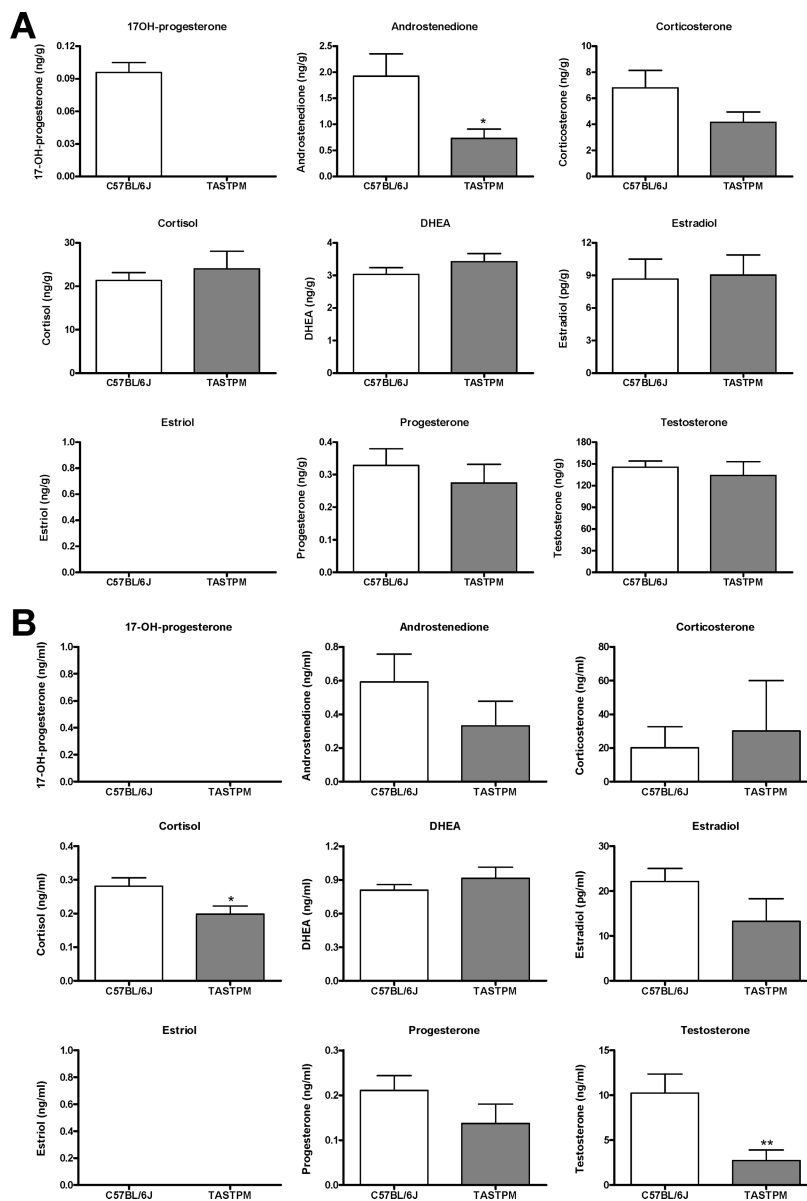 A
17OH-progesterone
Androstenedione
Corticosterone
17-OH-progesterone (ng/g)
0.12
0.09
0.06
0.03
0.00
C57BL/6J TASTPM
Androstenedione (ng/g)
2.5
2.0
1.5
1.0
0.5
0.0
*
C57BL/6J TASTPM
Corticosterone (ng/g)
10
8
6
4
2
0
C57BL/6J TASTPM
Cortisol
DHEA
Estradiol
Cortisol (ng/g)
30
20
10
0
C57BL/6J TASTPM
DHEA (ng/g)
4
3
2
1
0
C57BL/6J TASTPM
Estradiol (pg/g)
12
9
6
3
0
C57BL/6J TASTPM
Estriol
Progesterone
Testosterone
Estriol (ng/g)
1.0
0.8
0.6
0.4
0.2
0.0
C57BL/6J TASTPM
Progesterone (ng/g)
0.4
0.3
0.2
0.1
0.0
C57BL/6J TASTPM
Testosterone (ng/g)
180
150
120
90
60
30
0
C57BL/6J TASTPM
B
17-OH-progesterone
Androstenedione
Corticosterone
17-OH-progesterone (ng/ml)
1.0
0.8
0.6
0.4
0.2
0.0
C57BL/6J TASTPM
Androstenedione (ng/ml)
0.8
0.6
0.4
0.2
0.0
C57BL/6J TASTPM
Corticosterone (ng/ml)
80
60
40
20
0
C57BL/6J TASTPM
Cortisol
DHEA
Estradiol
Cortisol (ng/ml)
0.4
0.3
0.2
0.1
0.0
*
C57BL/6J TASTPM
DHEA (ng/ml)
1.2
0.9
0.6
0.3
0.0
C57BL/6J TASTPM
Estradiol (pg/ml)
30
20
10
0
C57BL/6J TASTPM
Estriol
Progesterone
Testosterone
Estriol (ng/ml)
1.0
0.8
0.6
0.4
0.2
0.0
C57BL/6J TASTPM
Progesterone (ng/ml)
0.3
0.2
0.1
0.0
C57BL/6J TASTPM
Testosterone (ng/ml)
15
10
5
0
**
C57BL/6J TASTPM